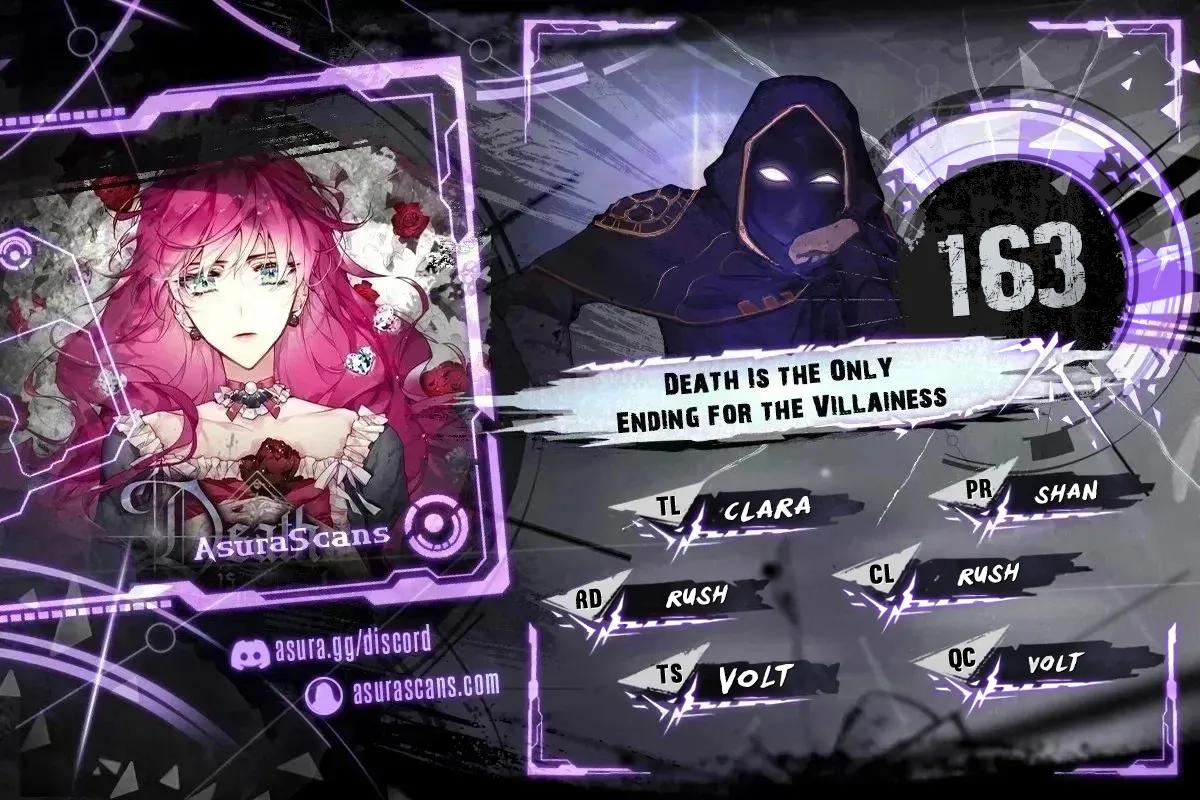 163
DEATH IS THE ONLY
ENDING FOR THE VILLAINESS
TL CLARA
PR SHAN
RD RUSH
CL RUSH
TS VOLT
QC VOLT
Death
AsuraScans
asura.gg/discord
asurascans.com